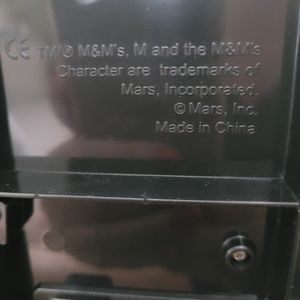 CE TM/® M&M's, M and the M&M's
Character are trademarks of
Mars, Incorporated.
© Mars, Inc.
Made in China